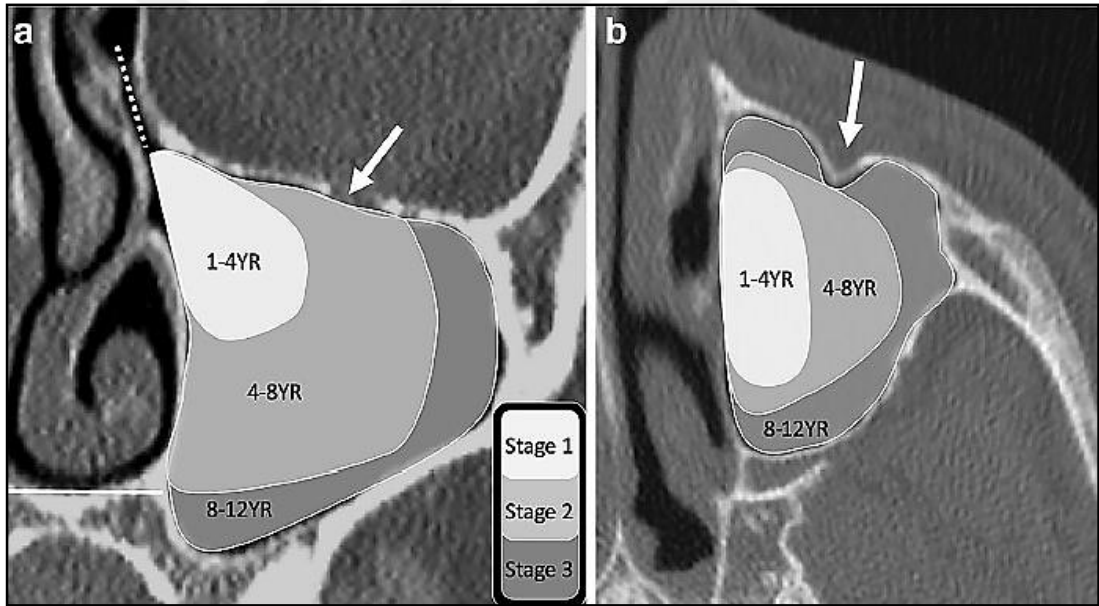 a
1-4YR
4-8YR
8-12YR
Stage 1
Stage 2
Stage 3
b
1-4YR
4-8YR
8-12YR